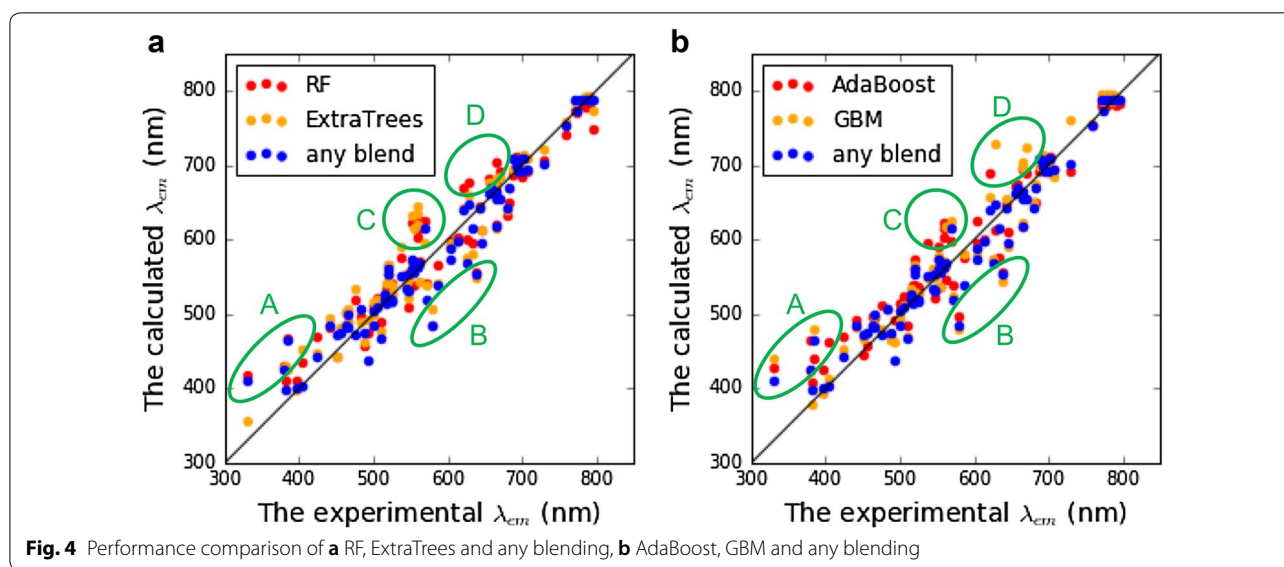 a
800
700
600
500
400
300
The calculated λem (nm)
RF
ExtraTrees
any blend
A
B
C
D
300 400 500 600 700 800
The experimental λem (nm)
b
800
700
600
500
400
300
The calculated λem (nm)
AdaBoost
GBM
any blend
A
B
C
D
300 400 500 600 700 800
The experimental λem (nm)
Fig. 4 Performance comparison of a RF, ExtraTrees and any blending, b AdaBoost, GBM and any blending